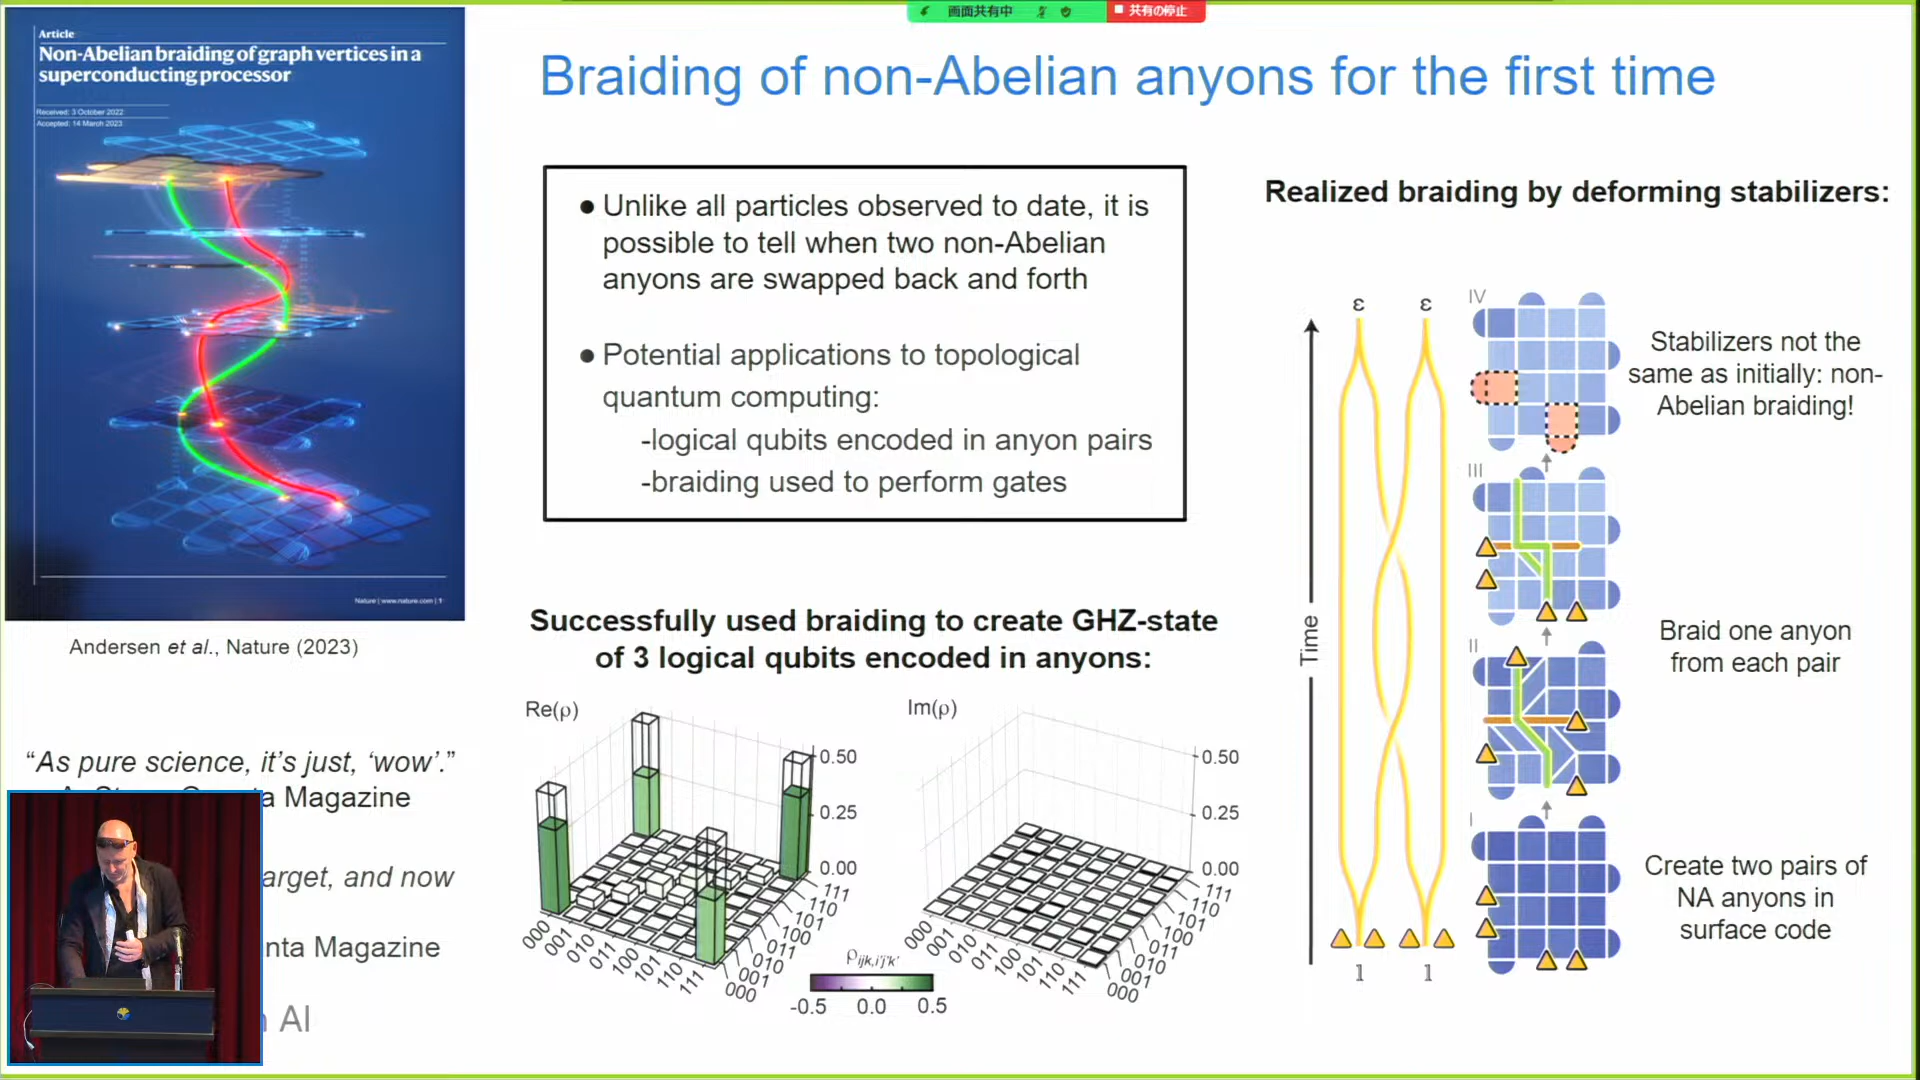 画面共有中
共有の停止
Article
Non-Abelian braiding of graph vertices in a
superconducting processor
Received: 3 October 2022
Accepted: 14 March 2023
Nature | www.nature.com | 1
Andersen et al., Nature (2023)
“As pure science, it’s just, ‘wow’.”
Magazine
arget, and now
nta Magazine
AI
Braiding of non-Abelian anyons for the first time
● Unlike all particles observed to date, it is
possible to tell when two non-Abelian
anyons are swapped back and forth
● Potential applications to topological
quantum computing:
-logical qubits encoded in anyon pairs
-braiding used to perform gates
Successfully used braiding to create GHZ-state
of 3 logical qubits encoded in anyons:
Re(ρ)
0.50
0.25
0.00
000
001
010
011
100
101
110
111
111
110
101
100
011
010
001
000
Im(ρ)
0.50
0.25
0.00
000
001
010
011
100
101
110
111
111
110
101
100
011
010
001
000
ρijk,i'j'k'
-0.5 0.0 0.5
Realized braiding by deforming stabilizers:
Time
ε ε
1 1
IV
Stabilizers not the
same as initially: non-
Abelian braiding!
III
II
Braid one anyon
from each pair
I
Create two pairs of
NA anyons in
surface code